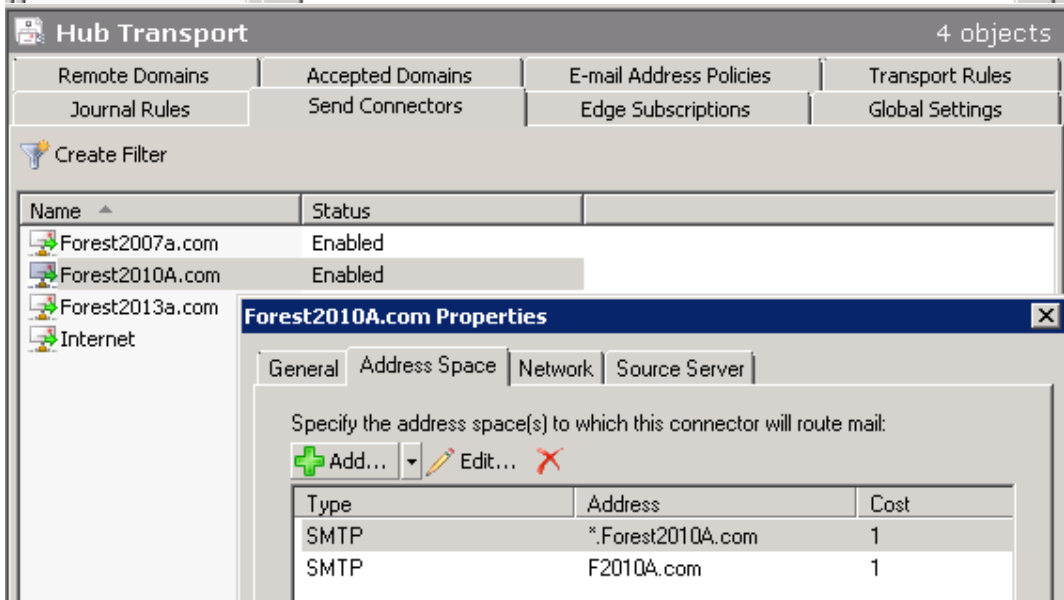 Hub Transport 4 objects
Remote Domains Accepted Domains E-mail Address Policies Transport Rules
Journal Rules Send Connectors Edge Subscriptions Global Settings
Create Filter
Name Status
Forest2007a.com Enabled
Forest2010A.com Enabled
Forest2013a.com
Internet
Forest2010A.com Properties
General Address Space Network Source Server
Specify the address space(s) to which this connector will route mail:
Add... Edit...
Type Address Cost
SMTP *.Forest2010A.com 1
SMTP F2010A.com 1